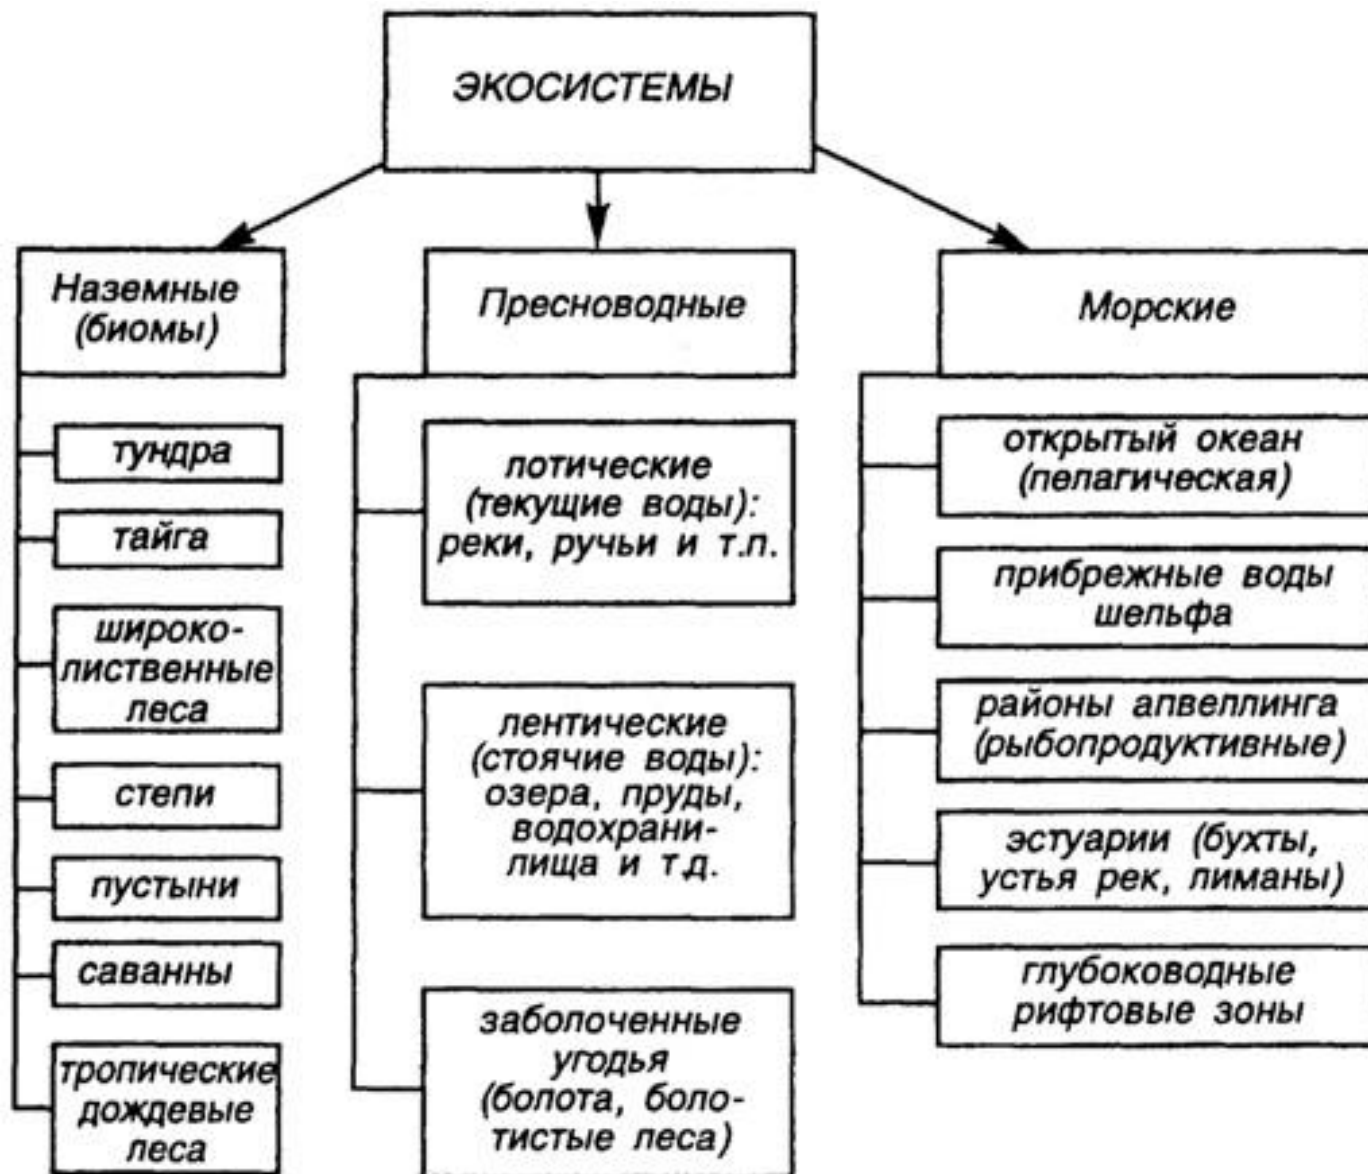 ЭКОСИСТЕМЫ
Наземные
(биомы)
тундра
тайга
широко-
лиственные
леса
степи
пустыни
саванны
тропические
дождевые
леса
Пресноводные
лотические
(текущие воды):
реки, ручьи и т.п.
лентические
(стоячие воды):
озера, пруды,
водохрани-
лища и т.д.
заболоченные
угодья
(болота, боло-
тистые леса)
Морские
открытый океан
(пелагическая)
прибрежные воды
шельфа
районы апвеллинга
(рыбопродуктивные)
эстуарии (бухты,
устья рек, лиманы)
глубоководные
рифтовые зоны